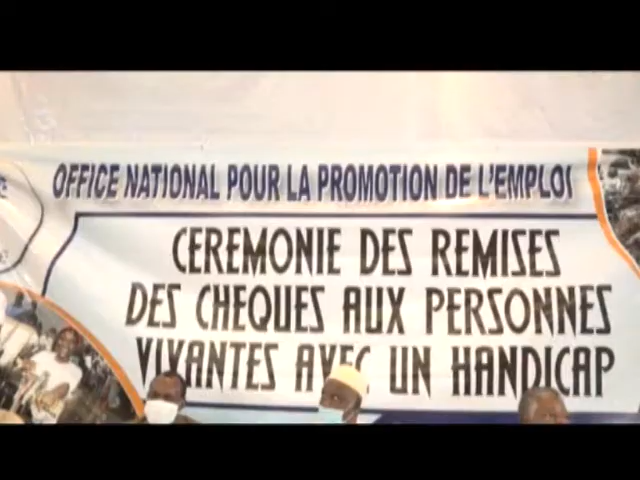 OFFICE NATIONAL POUR LA PROMOTION DE L'EMPLOI
CEREMONIE DES REMISES
DES CHEQUES AUX PERSONNES
VIVANTES AVEC UN HANDICAP